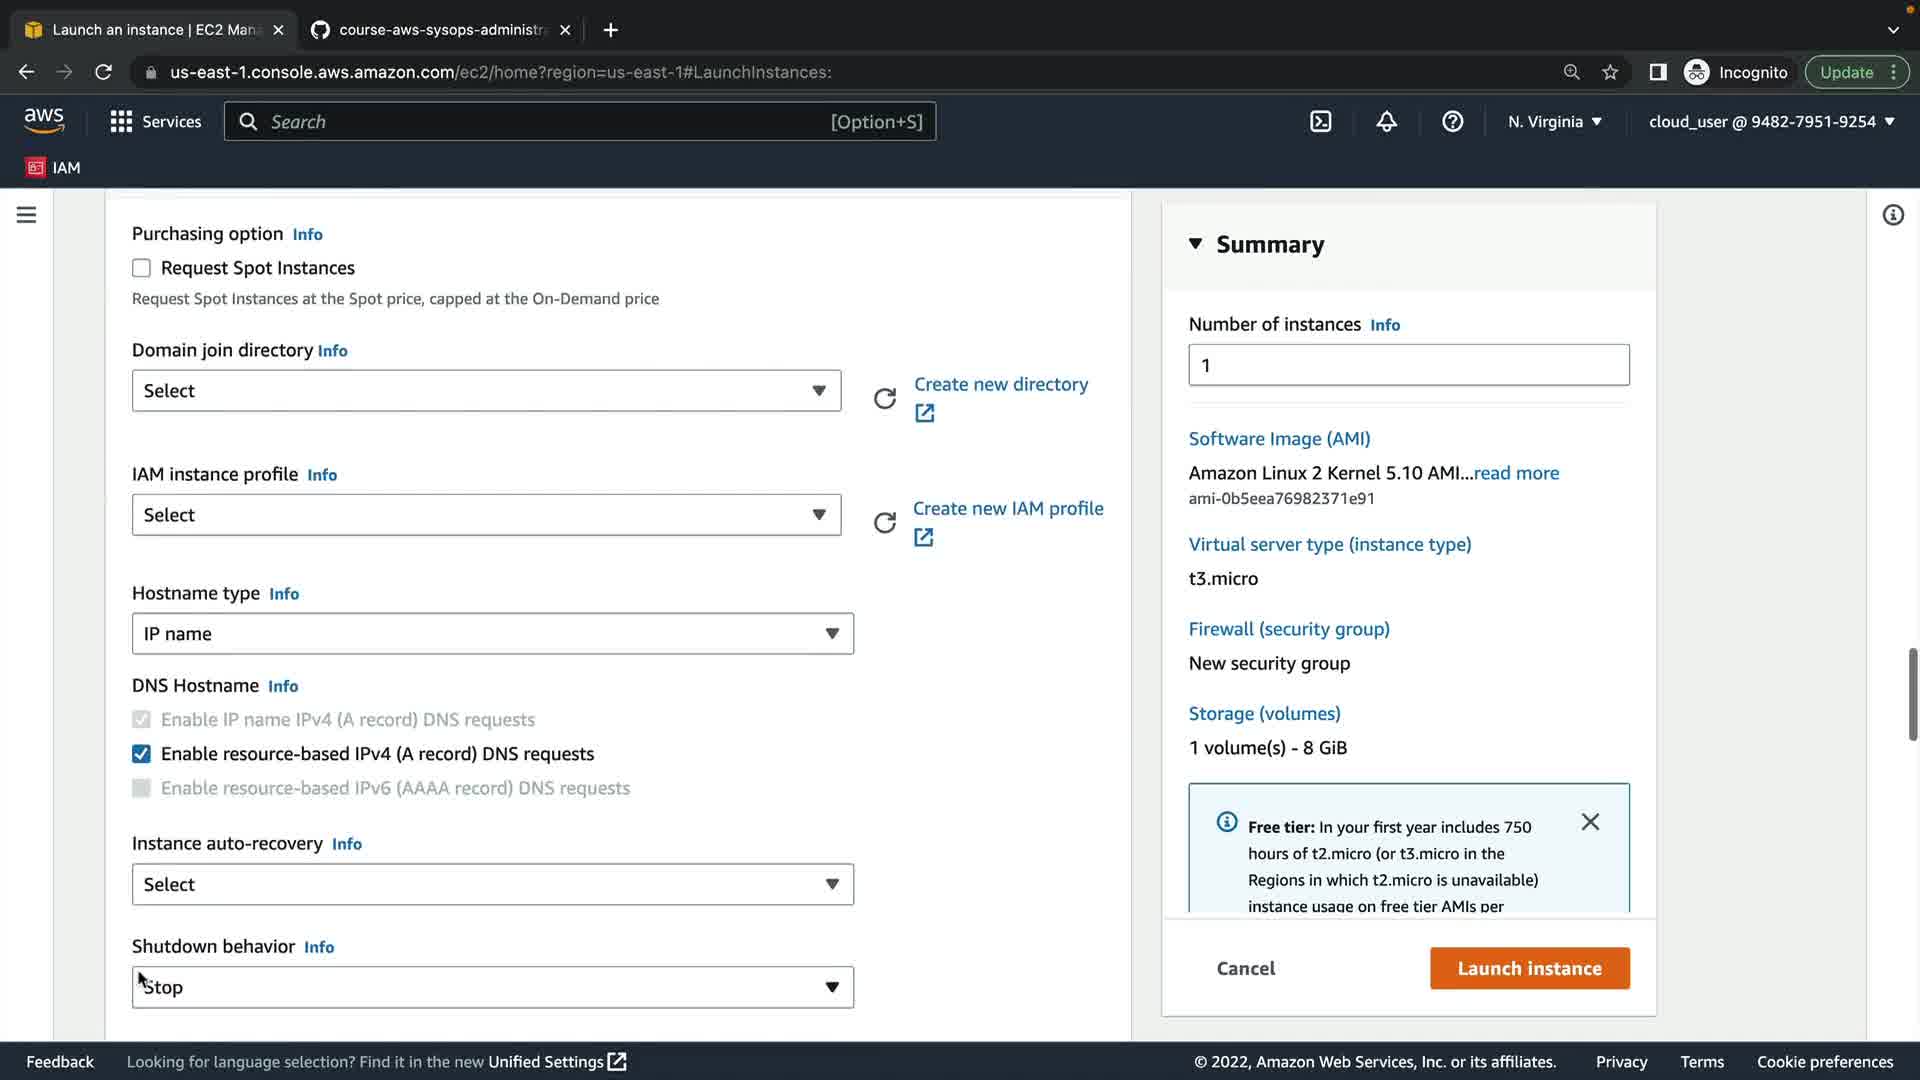 Launch an instance | EC2 Mana
course-aws-sysops-administra
us-east-1.console.aws.amazon.com/ec2/home?region=us-east-1#LaunchInstances:
Incognito
Update
aws
Services
Search
[Option+S]
N. Virginia
cloud_user @ 9482-7951-9254
IAM
Purchasing option Info
Request Spot Instances
Request Spot Instances at the Spot price, capped at the On-Demand price
Domain join directory Info
Select
Create new directory
IAM instance profile Info
Select
Create new IAM profile
Hostname type Info
IP name
DNS Hostname Info
Enable IP name IPv4 (A record) DNS requests
Enable resource-based IPv4 (A record) DNS requests
Enable resource-based IPv6 (AAAA record) DNS requests
Instance auto-recovery Info
Select
Shutdown behavior Info
Stop
Summary
Number of instances Info
1
Software Image (AMI)
Amazon Linux 2 Kernel 5.10 AMI...read more
ami-0b5eea76982371e91
Virtual server type (instance type)
t3.micro
Firewall (security group)
New security group
Storage (volumes)
1 volume(s) - 8 GiB
Free tier: In your first year includes 750
hours of t2.micro (or t3.micro in the
Regions in which t2.micro is unavailable)
instance usage on free tier AMIs per
Cancel
Launch instance
Feedback
Looking for language selection? Find it in the new Unified Settings
© 2022, Amazon Web Services, Inc. or its affiliates.
Privacy
Terms
Cookie preferences